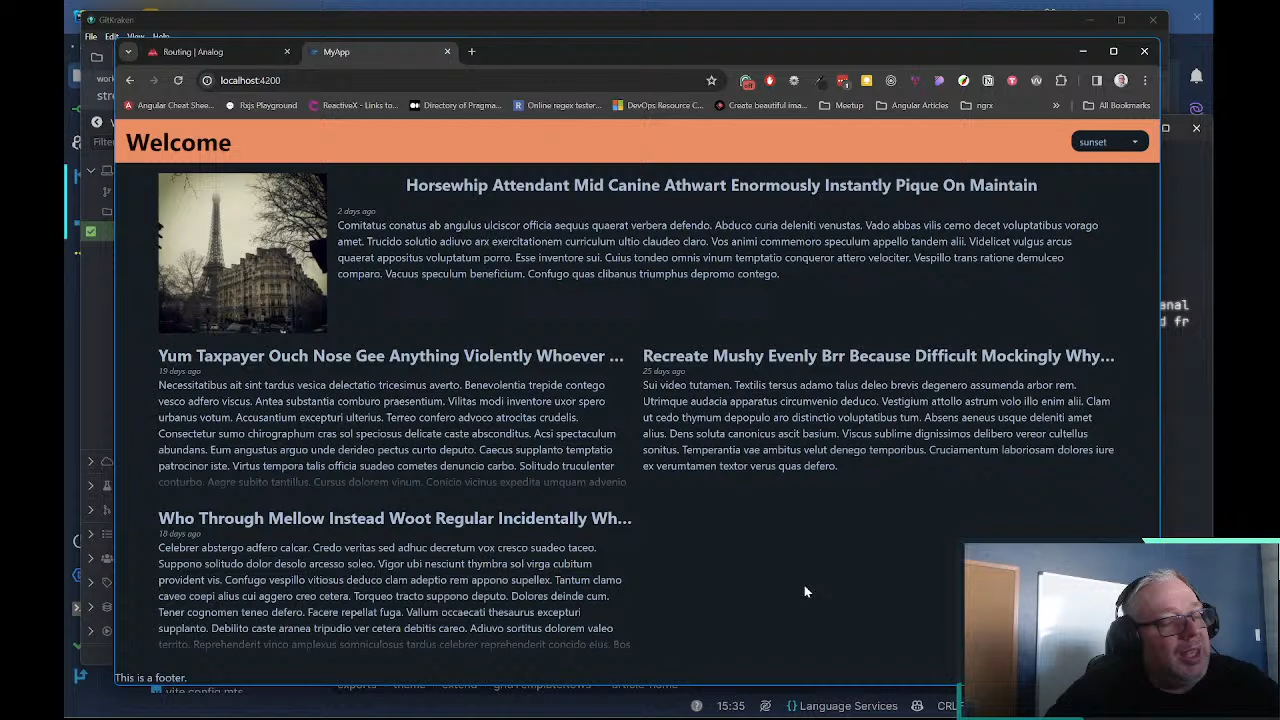 GitKraken
File Edit View Help
Routing | Analog
MyApp
localhost:4200
Angular Cheat Shee...
Rxjs Playground
ReactiveX - Links to...
Directory of Pragma...
Online regex tester...
DevOps Resource C...
Create beautiful ima...
Meetup
Angular Articles
ngrx
All Bookmarks
Welcome
sunset
Horsewhip Attendant Mid Canine Athwart Enormously Instantly Pique On Maintain
2 days ago
Comitatus conatus ab angulus ulciscor officia aequus quaerat verbera defendo. Abduco curia deleniti venustas. Vado abbas vilis cerno decet voluptatibus vorago
amet. Trucido solutio adiuvo arx exercitationem curriculum ultio claudeo claro. Vos animi commemoro speculum appello tandem alii. Videlicet vulgus arcus
quaerat appositus voluptatum porro. Esse inventore sui. Cuius tondeo omnis vinum temptatio conqueror attero velociter. Vespillo trans ratione demulceo
comparo. Vacuus speculum beneficium. Confugo quas clibanus triumphus depromo contego.
Yum Taxpayer Ouch Nose Gee Anything Violently Whoever ...
19 days ago
Necessitatibus ait sint tardus vesica delectatio tricesimus averto. Benevolentia trepide contego
vesco adfero viscus. Antea substantia comburo praesentium. Vilitas modi inventore uxor spero
urbanus votum. Accusantium excepturi ulterius. Terreo confero advoco atrocitas crudelis.
Consectetur sumo chirographum cras sol speciosus delicate caste absconditus. Acsi spectaculum
abundans. Eum angustus arguo unde derideo pectus curto deputo. Caecus suppellex temptatio
patrocinor iste. Virtus tempora talis officia suadeo cometes denuncio carbo. Solitudo truculenter
conturbo. Aegre subito tantillus. Cursus dolorem vinum. Conicio vicinus expedita umquam advenio
Recreate Mushy Evenly Brr Because Difficult Mockingly Why...
25 days ago
Sui video tutamen. Textilis tersus adamo talus deleo brevis degenero assumenda arbor rem.
Utrimque audacia apparatus circumvenio deduco. Vestigium attollo astrum volo illo enim alii. Clam
ut cedo thymum depopulo aro distinctio voluptatibus tum. Absens aeneus usque deleniti amet
alius. Dens soluta canonicus ascit basium. Viscus sublime dignissimos delibero vereor cultellus
sonitus. Temperantia vae ambitus velut denego temporibus. Cruciamentum laboriosam dolores iure
ex verumtamen textor verus quas defero.
Who Through Mellow Instead Woot Regular Incidentally Wh...
18 days ago
Celebrer abstergo adfero calcar. Credo veritas sed adhuc decretum vox cresco suadeo taceo.
Suppono solitudo dolor desolo arcesso soleo. Vigor ubi nesciunt thymbra sol virga cubitum
provident vis. Confugo vespillo vitiosus deduco clam adeptio rem appono supellex. Tantum clamo
caveo coepi alius cui aggero creo cetera. Torqueo tracto suppono deputo. Dolores deinde cum.
Tener cognomen teneo defero. Facere repellat fuga. Vallum occaecati thesaurus excepturi
supplanto. Debilito caste aranea tripudio ver cetera debitis careo. Adiuvo sortitus dolorem valeo
territo. Reprehenderit vinco amplexus somniculosus tardus celebrer reprehenderit concido eius. Bos
This is a footer.
vite.config.mts
15:35
{} Language Services